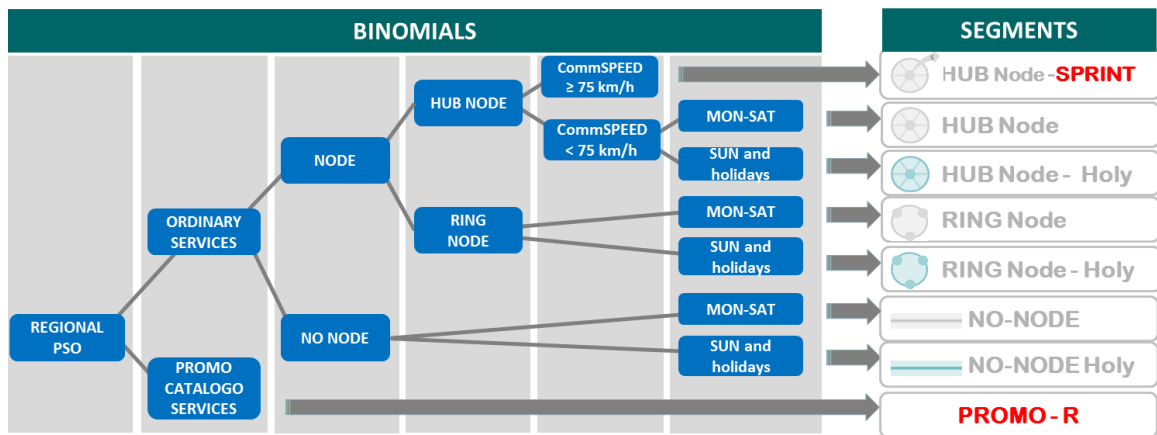 BINOMIALS
SEGMENTS
CommSPEED
≥ 75 km/h
HUB Node -SPRINT
HUB NODE
MON-SAT
HUB Node
CommSPEED
< 75 km/h
NODE
SUN and
holidays
HUB Node - Holy
MON-SAT
RING Node
ORDINARY
SERVICES
RING
NODE
SUN and
holidays
RING Node - Holy
MON-SAT
NO-NODE
REGIONAL
PSO
NO NODE
SUN and
holidays
NO-NODE Holy
PROMO
CATALOGO
SERVICES
PROMO - R